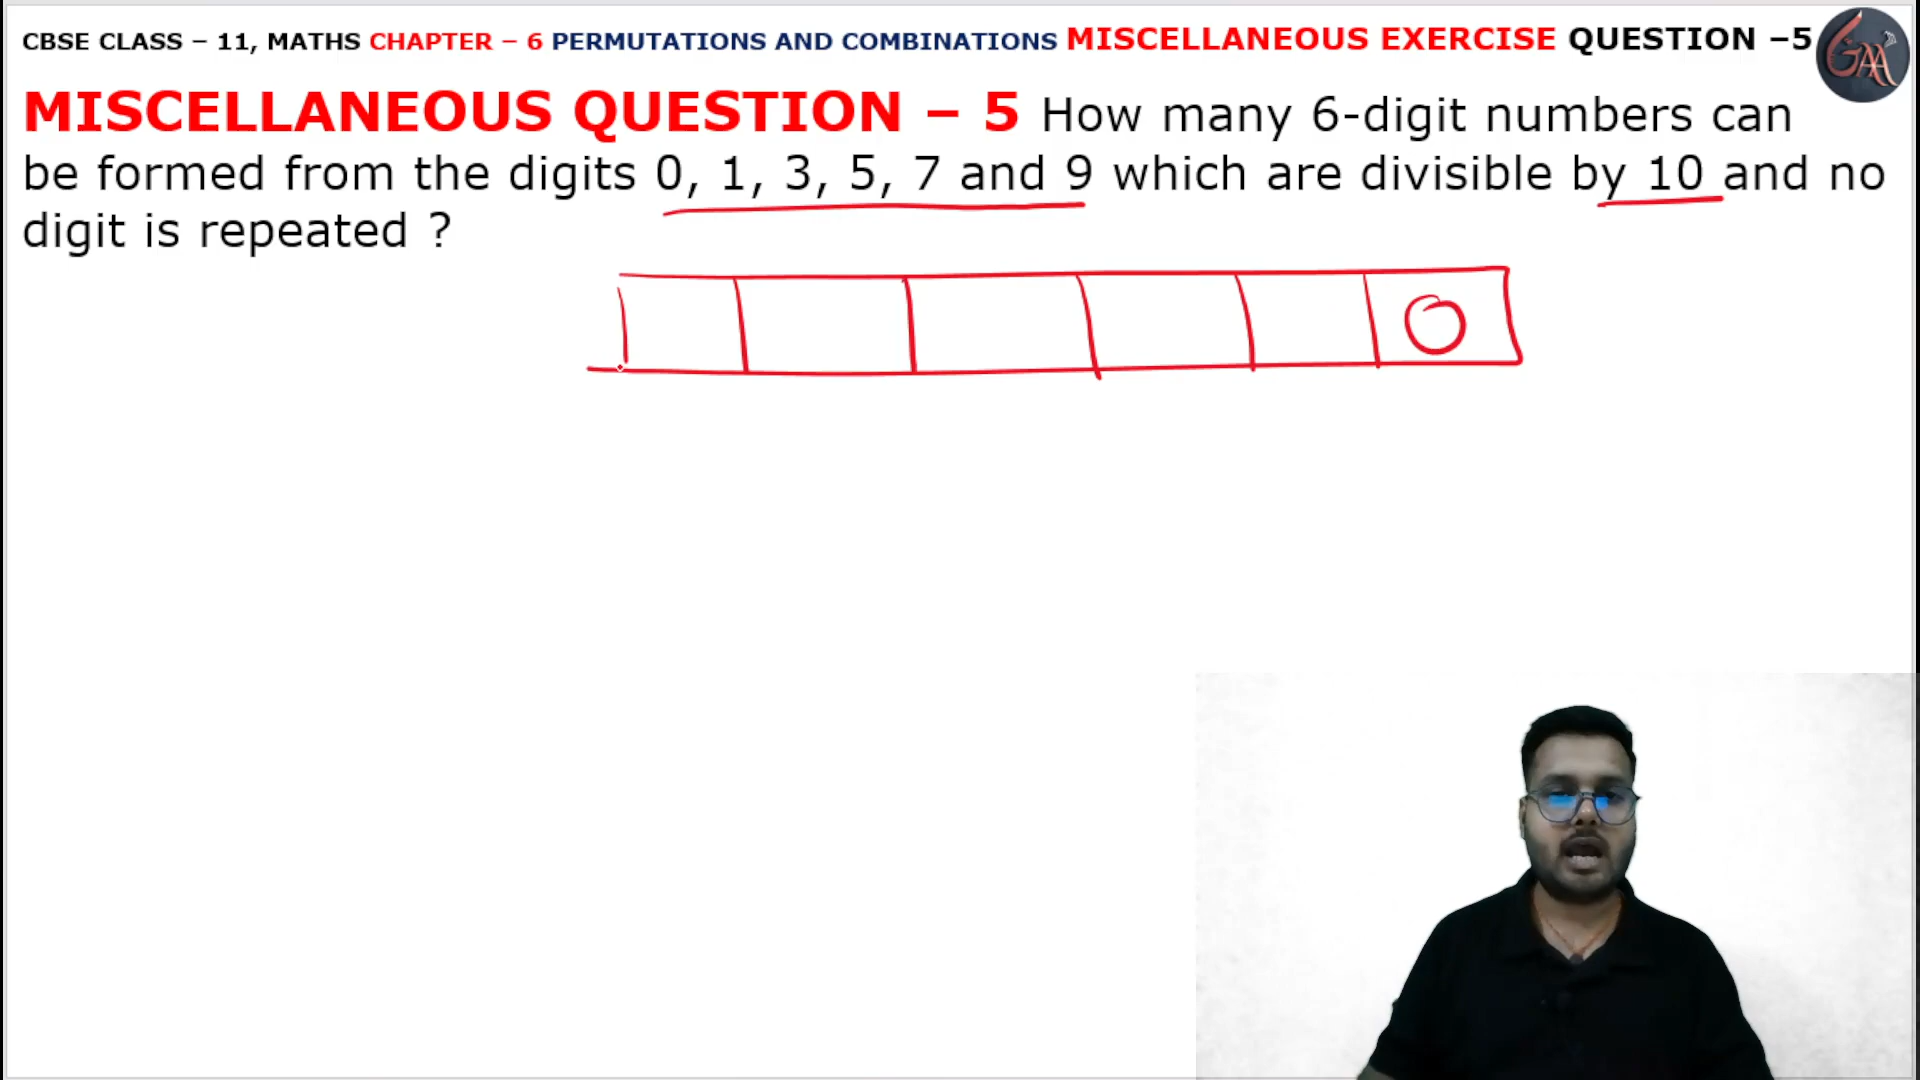 CBSE CLASS – 11, MATHS CHAPTER – 6 PERMUTATIONS AND COMBINATIONS MISCELLANEOUS EXERCISE QUESTION –5
MISCELLANEOUS QUESTION – 5 How many 6-digit numbers can
be formed from the digits 0, 1, 3, 5, 7 and 9 which are divisible by 10 and no
digit is repeated ?
0